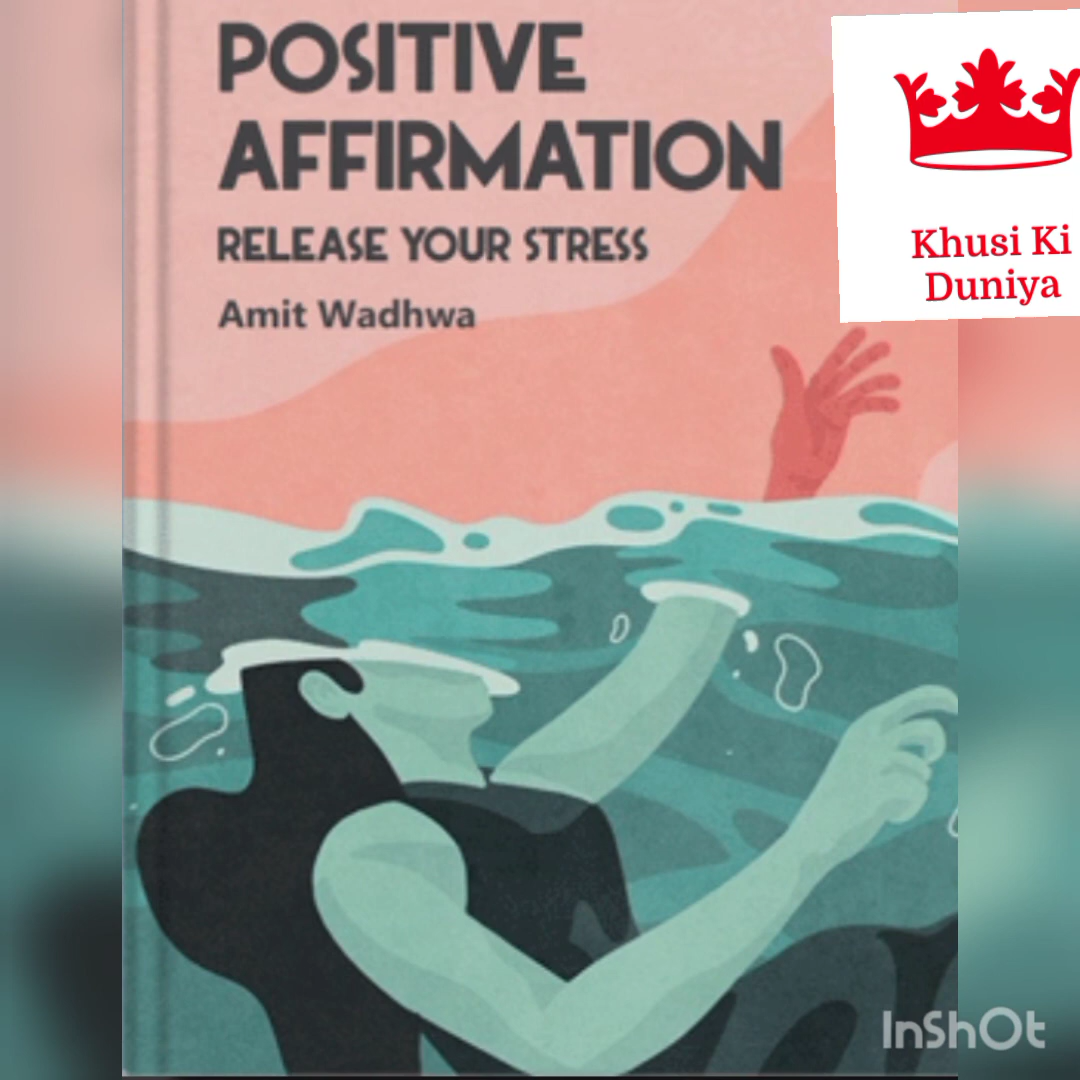 POSITIVE
AFFIRMATION
RELEASE YOUR STRESS
Amit Wadhwa
Khusi Ki
Duniya
InShOt